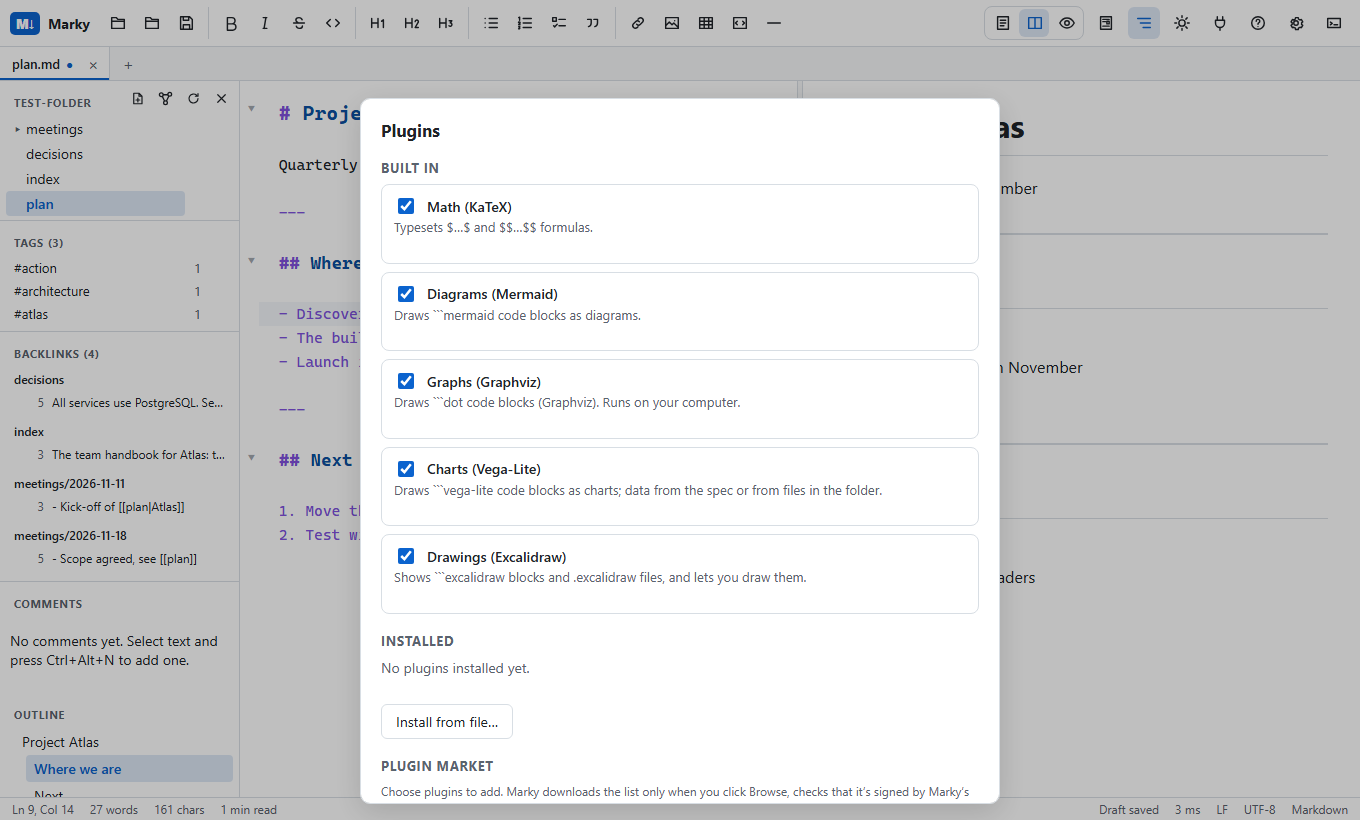 M↓ Marky
B I S <> H1 H2 H3
plan.md ● × +
TEST-FOLDER
meetings
decisions
index
plan
TAGS (3)
#action 1
#architecture 1
#atlas 1
BACKLINKS (4)
decisions
5 All services use PostgreSQL. Se...
index
3 The team handbook for Atlas: t...
meetings/2026-11-11
3 - Kick-off of [[plan|Atlas]]
meetings/2026-11-18
5 - Scope agreed, see [[plan]]
COMMENTS
No comments yet. Select text and
press Ctrl+Alt+N to add one.
OUTLINE
Project Atlas
Where we are
Next
# Proje
Quarterly
---
## Where
- Discove
- The bui
- Launch
---
## Next
1. Move th
2. Test w
Plugins
BUILT IN
Math (KaTeX)
Typesets $...$ and $$...$$ formulas.
Diagrams (Mermaid)
Draws ```mermaid code blocks as diagrams.
Graphs (Graphviz)
Draws ```dot code blocks (Graphviz). Runs on your computer.
Charts (Vega-Lite)
Draws ```vega-lite code blocks as charts; data from the spec or from files in the folder.
Drawings (Excalidraw)
Shows ```excalidraw blocks and .excalidraw files, and lets you draw them.
INSTALLED
No plugins installed yet.
Install from file...
PLUGIN MARKET
Choose plugins to add. Marky downloads the list only when you click Browse, checks that it's signed by Marky's
as
mber
November
aders
Ln 9, Col 14 27 words 161 chars 1 min read
Draft saved 3 ms LF UTF-8 Markdown